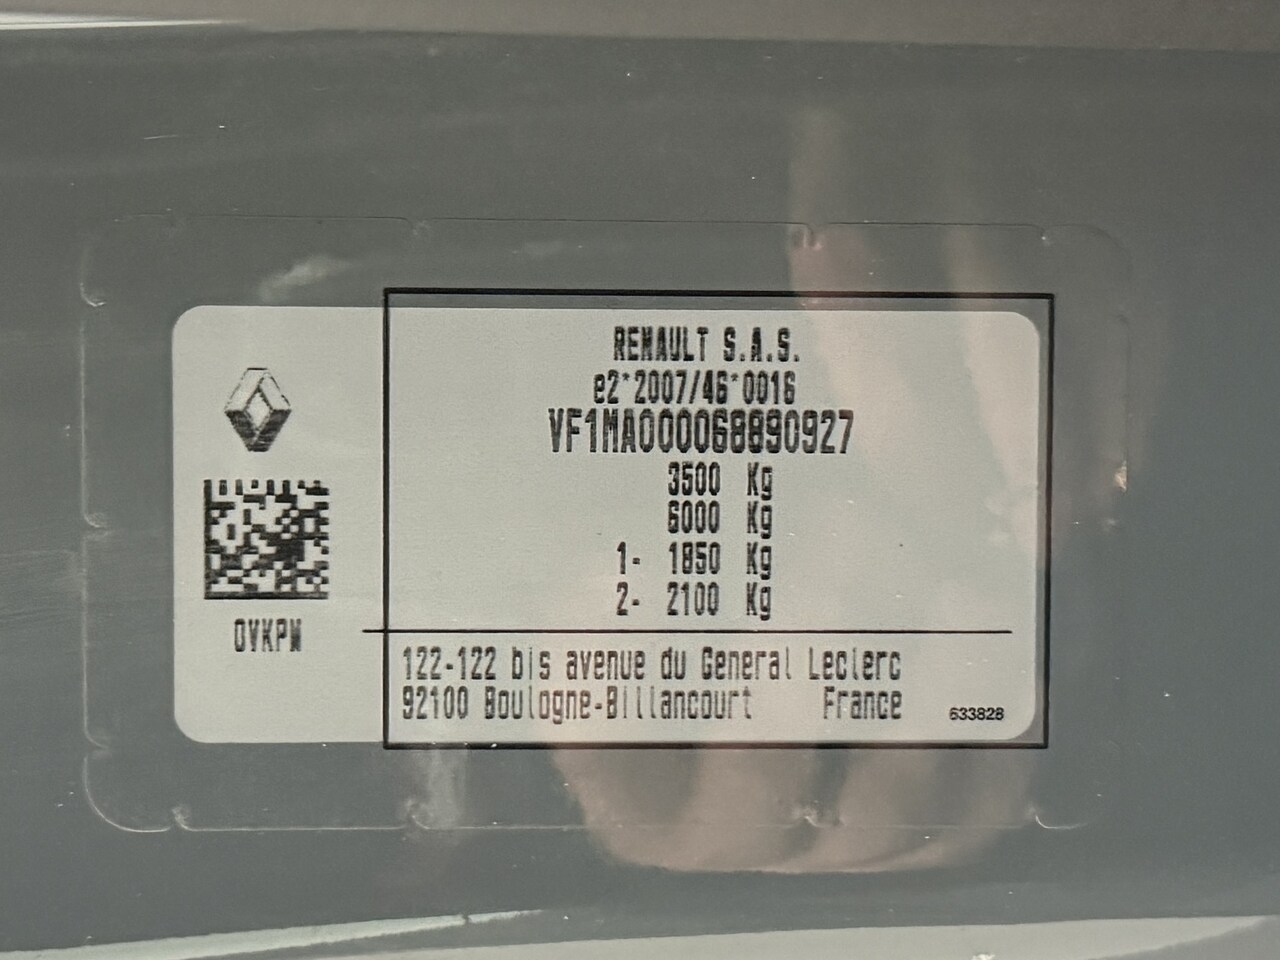 RENAULT S.A.S.
e2*2007/46*0016
VF1MA000068890927
3500 Kg
6000 Kg
1- 1850 Kg
2- 2100 Kg
OVKPW
122-122 bis avenue du General Leclerc
92100 Boulogne-Billancourt France
633828